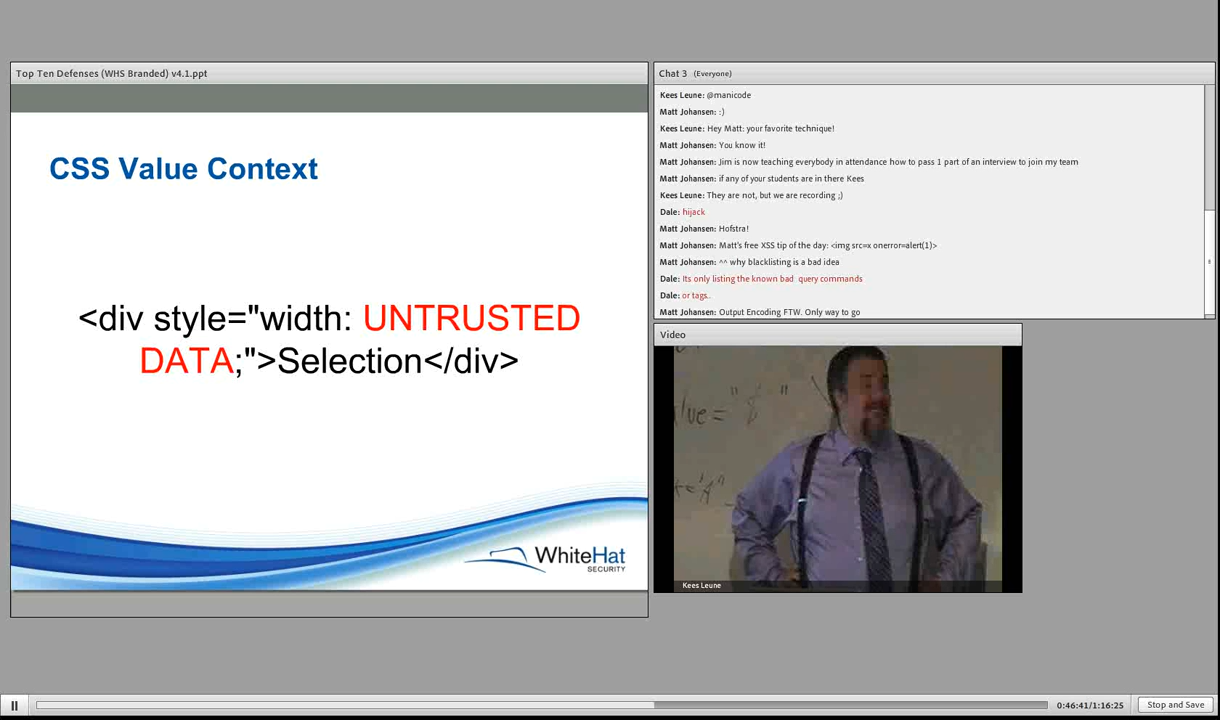 Top Ten Defenses (WHS Branded) v4.1.ppt
CSS Value Context
<div style="width: UNTRUSTED
DATA;">Selection</div>
WhiteHat
SECURITY
Chat 3 (Everyone)
Kees Leune: @manicode
Matt Johansen: :)
Kees Leune: Hey Matt: your favorite technique!
Matt Johansen: You know it!
Matt Johansen: Jim is now teaching everybody in attendance how to pass 1 part of an interview to join my team
Matt Johansen: if any of your students are in there Kees
Kees Leune: They are not, but we are recording ;)
Dale: hijack
Matt Johansen: Hofstra!
Matt Johansen: Matt's free XSS tip of the day: <img src=x onerror=alert(1)>
Matt Johansen: ^^ why blacklisting is a bad idea
Dale: Its only listing the known bad  query commands
Dale: or tags..
Matt Johansen: Output Encoding FTW. Only way to go
Video
Kees Leune
0:46:41/1:16:25
Stop and Save